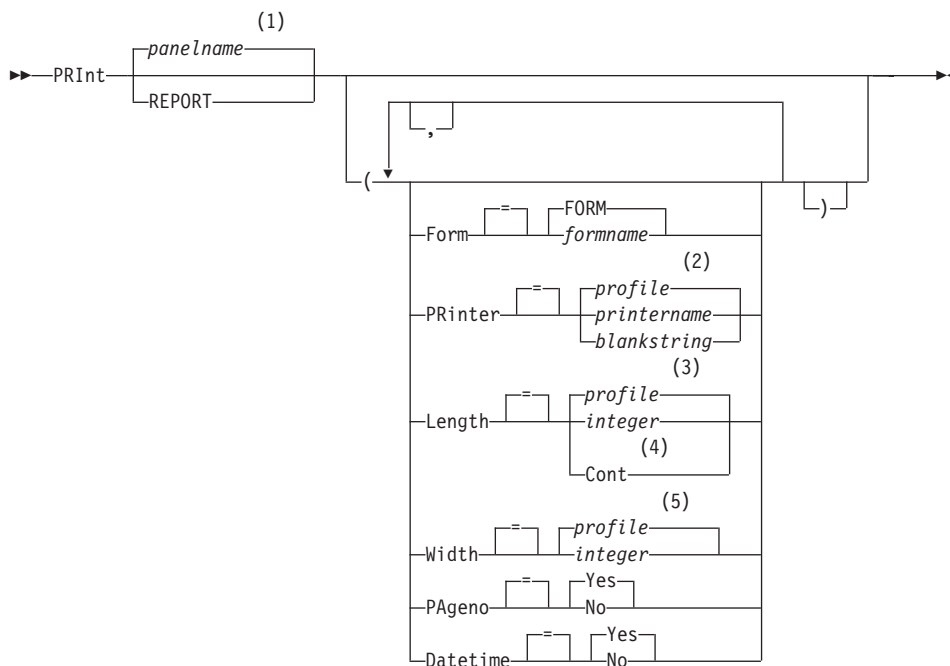 (1)
panelname
PRInt
REPORT
,
(
)
= FORM
Form formname
(2)
= profile
PRinter printername
blankstring
(3)
= profile
Length integer
(4)
Cont
(5)
= profile
Width integer
= Yes
PAgeno No
= Yes
Datetime No